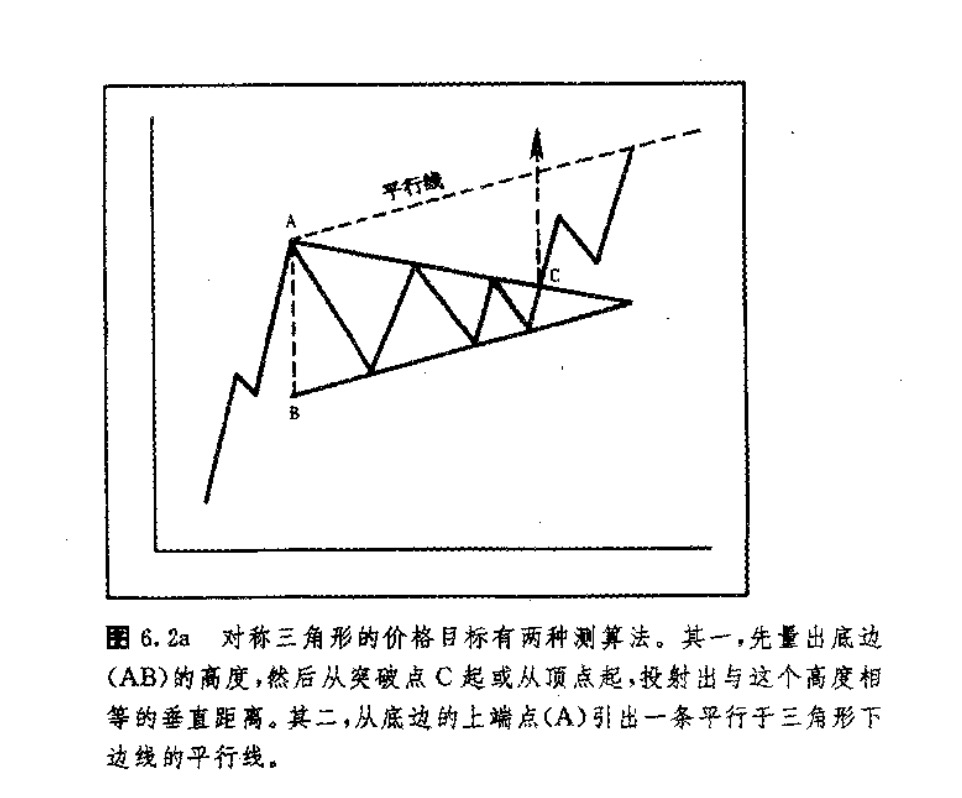 平行线
A
C
B
图 6.2a 对称三角形的价格目标有两种测算法。其一,先量出底边
(AB)的高度,然后从突破点 C 起或从顶点起,投射出与这个高度相
等的垂直距离。其二,从底边的上端点(A)引出一条平行于三角形下
边线的平行线。